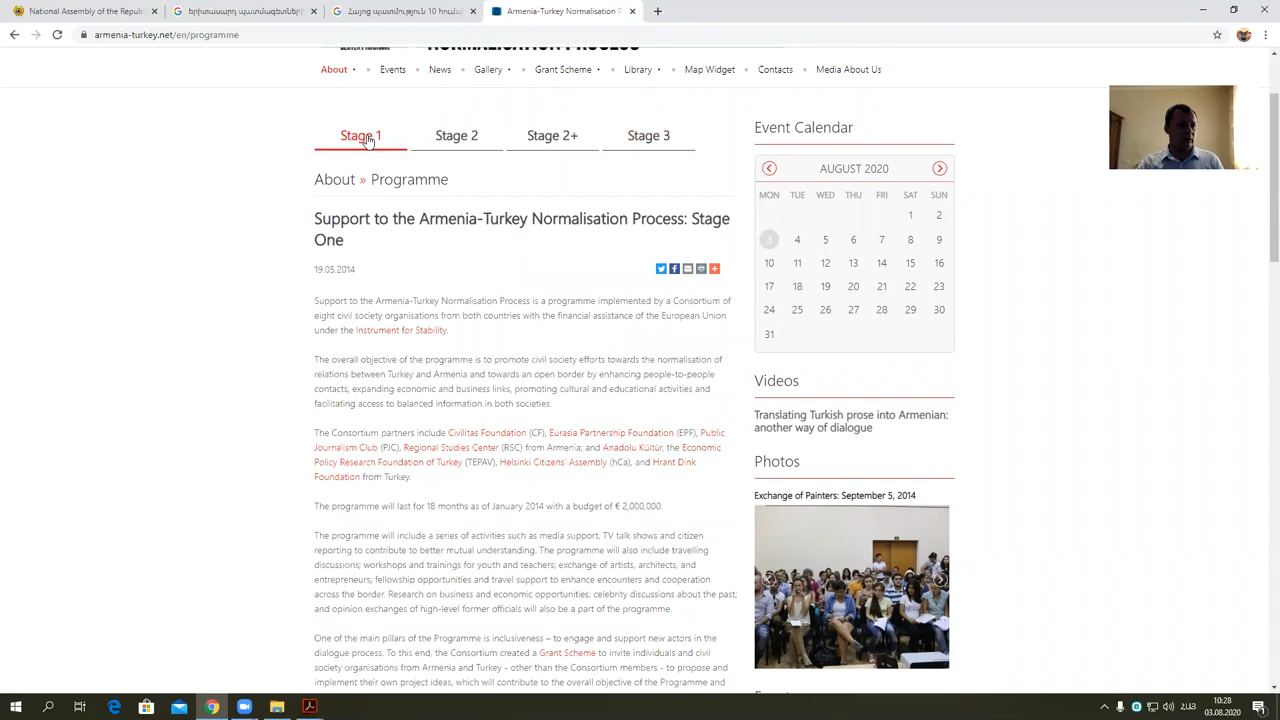 National Assembly of the Repub
Armenia-Turkey Normalisation P
armenia-turkey.net/en/programme
NORMALISATION PROCESS
About
Events
News
Gallery
Grant Scheme
Library
Map Widget
Contacts
Media About Us
Stage 1
Stage 2
Stage 2+
Stage 3
About » Programme
Support to the Armenia-Turkey Normalisation Process: Stage
One
19.05.2014
Support to the Armenia-Turkey Normalisation Process is a programme implemented by a Consortium of
eight civil society organisations from both countries with the financial assistance of the European Union
under the Instrument for Stability.
The overall objective of the programme is to promote civil society efforts towards the normalisation of
relations between Turkey and Armenia and towards an open border by enhancing people-to-people
contacts, expanding economic and business links, promoting cultural and educational activities and
facilitating access to balanced information in both societies.
The Consortium partners include Civilitas Foundation (CF), Eurasia Partnership Foundation (EPF), Public
Journalism Club (PJC), Regional Studies Center (RSC) from Armenia; and Anadolu Kültür, the Economic
Policy Research Foundation of Turkey (TEPAV), Helsinki Citizens' Assembly (hCa), and Hrant Dink
Foundation from Turkey.
The programme will last for 18 months as of January 2014 with a budget of € 2,000,000.
The programme will include a series of activities such as media support, TV talk shows and citizen
reporting to contribute to better mutual understanding. The programme will also include travelling
discussions; workshops and trainings for youth and teachers; exchange of artists, architects, and
entrepreneurs; fellowship opportunities and travel support to enhance encounters and cooperation
across the border. Research on business and economic opportunities; celebrity discussions about the past;
and opinion exchanges of high-level former officials will also be a part of the programme.
One of the main pillars of the Programme is inclusiveness – to engage and support new actors in the
dialogue process. To this end, the Consortium created a Grant Scheme to invite individuals and civil
society organisations from Armenia and Turkey - other than the Consortium members - to propose and
implement their own project ideas, which will contribute to the overall objective of the Programme and
Event Calendar
AUGUST 2020
MON TUE WED THU FRI SAT SUN
1 2
3 4 5 6 7 8 9
10 11 12 13 14 15 16
17 18 19 20 21 22 23
24 25 26 27 28 29 30
31
Videos
Translating Turkish prose into Armenian:
another way of dialogue
Photos
Exchange of Painters: September 5, 2014
ENG
10:28
03.08.2020